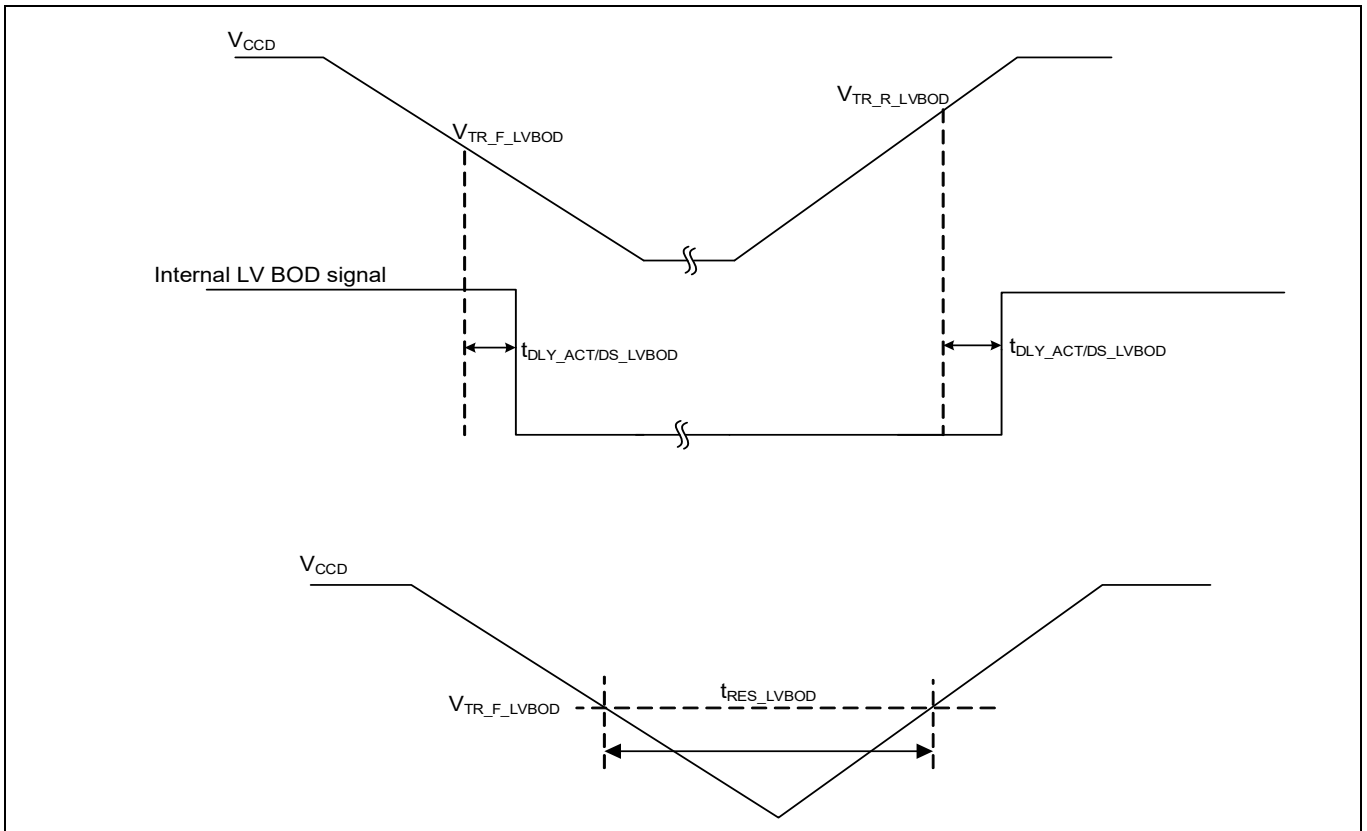 VCCD
VTR_R_LVBOD
VTR_F_LVBOD
Internal LV BOD signal
tDLY_ACT/DS_LVBOD
tDLY_ACT/DS_LVBOD
VCCD
tRES_LVBOD
VTR_F_LVBOD